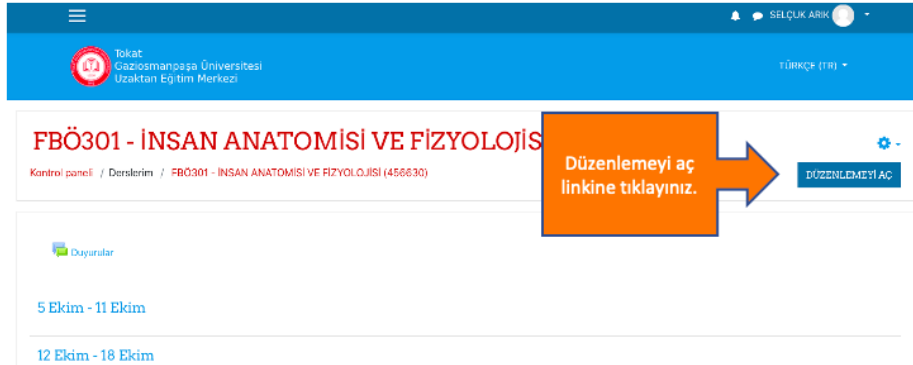 SELÇUK ARIK
Tokat
Gaziosmanpaşa Üniversitesi
Uzaktan Eğitim Merkezi
TÜRKÇE (TR)
FBÖ301 - İNSAN ANATOMİSİ VE FİZYOLOJİS
Kontrol paneli / Derslerim / FBÖ301 - İNSAN ANATOMİSİ VE FİZYOLOJİSİ (456630)
Düzenlemeyi aç
linkine tıklayınız.
DÜZENLEMEYİ AÇ
Duyurular
5 Ekim - 11 Ekim
12 Ekim - 18 Ekim